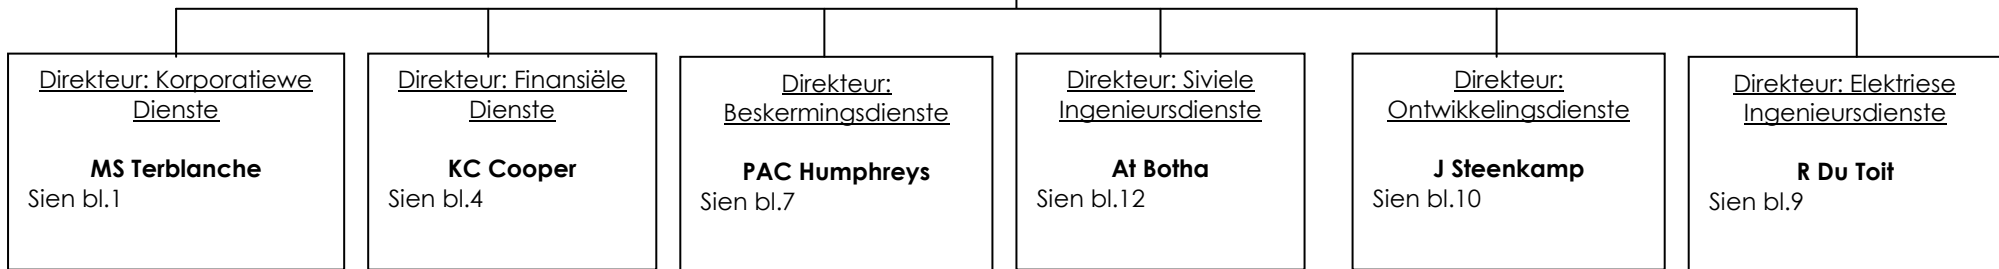 Direkteur: Korporatiewe
Dienste
MS Terblanche
Sien bl.1
Direkteur: Finansiële
Dienste
KC Cooper
Sien bl.4
Direkteur:
Beskermingsdienste
PAC Humphreys
Sien bl.7
Direkteur: Siviele
Ingenieursdienste
At Botha
Sien bl.12
Direkteur:
Ontwikkelingsdienste
J Steenkamp
Sien bl.10
Direkteur: Elektriese
Ingenieursdienste
R Du Toit
Sien bl.9